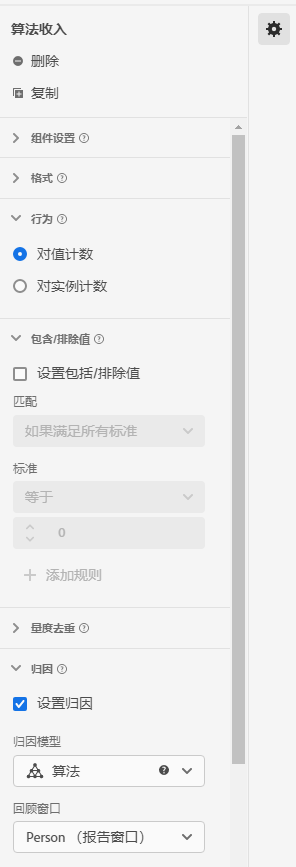 算法收入
删除
复制
组件设置
格式
行为
对值计数
对实例计数
包含/排除值
设置包括/排除值
匹配
如果满足所有标准
标准
等于
0
添加规则
量度去重
归因
设置归因
归因模型
算法
回顾窗口
Person （报告窗口）